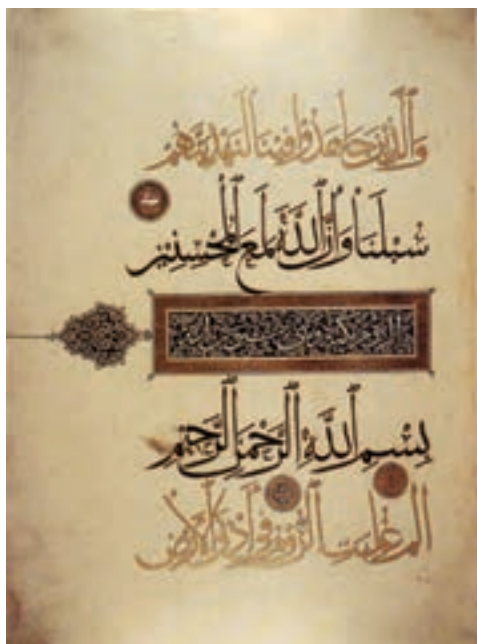 والذين جاهدوا فينا لنهدينهم
سبلنا وان الله لمع المحسنين
بسم الله الرحمن الرحيم
الم غلبت الروم في ادنى الارض